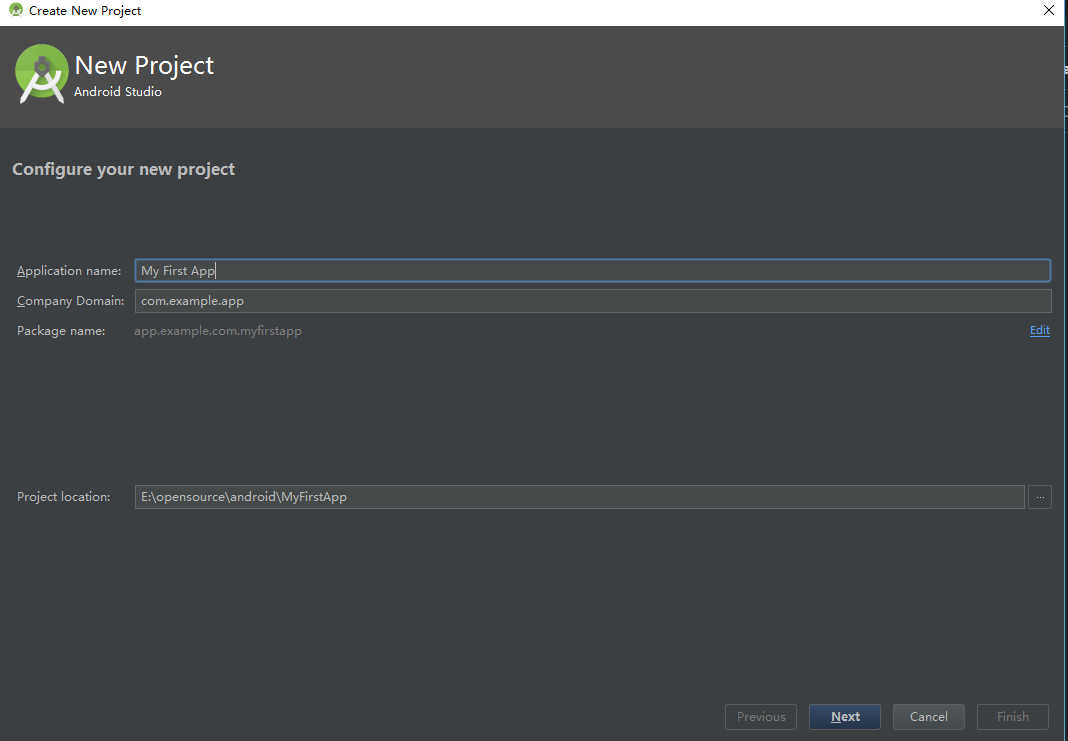 Create New Project
New Project
Android Studio
Configure your new project
Application name: My First App
Company Domain: com.example.app
Package name: app.example.com.myfirstapp Edit
Project location: E:\opensource\android\MyFirstApp ...
Previous Next Cancel Finish